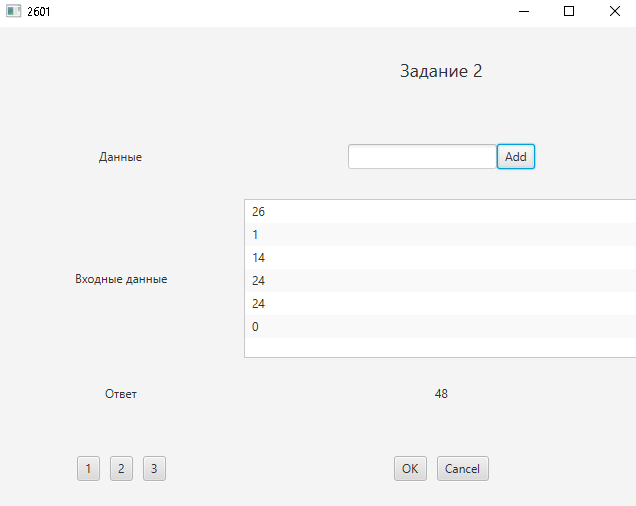 2601
Задание 2
Данные
Add
26
1
14
24
24
0
Входные данные
Ответ
48
1 2 3
OK Cancel